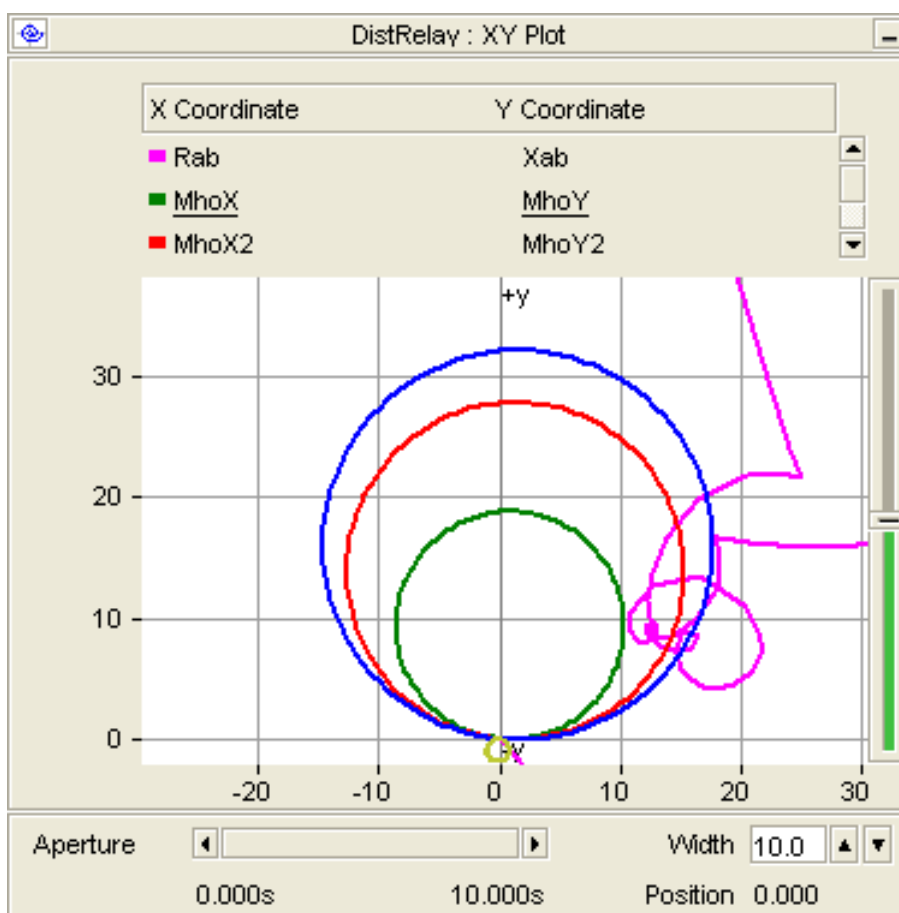 DistRelay : XY Plot
X Coordinate Y Coordinate
Rab Xab
MhoX MhoY
MhoX2 MhoY2
+y
30
20
10
0
-y
-20 -10 0 10 20 30
Aperture Width 10.0
0.000s 10.000s Position 0.000